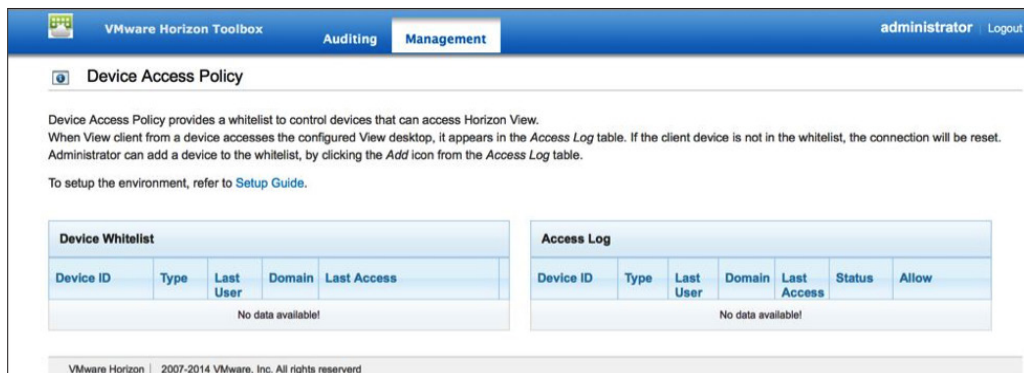 VMware Horizon Toolbox Auditing Management administrator Logout
Device Access Policy
Device Access Policy provides a whitelist to control devices that can access Horizon View.
When View client from a device accesses the configured View desktop, it appears in the Access Log table. If the client device is not in the whitelist, the connection will be reset.
Administrator can add a device to the whitelist, by clicking the Add icon from the Access Log table.
To setup the environment, refer to Setup Guide.
Device Whitelist
Device ID Type Last User Domain Last Access
No data available!
Access Log
Device ID Type Last User Domain Last Access Status Allow
No data available!
VMware Horizon | 2007-2014 VMware, Inc. All rights reserverd